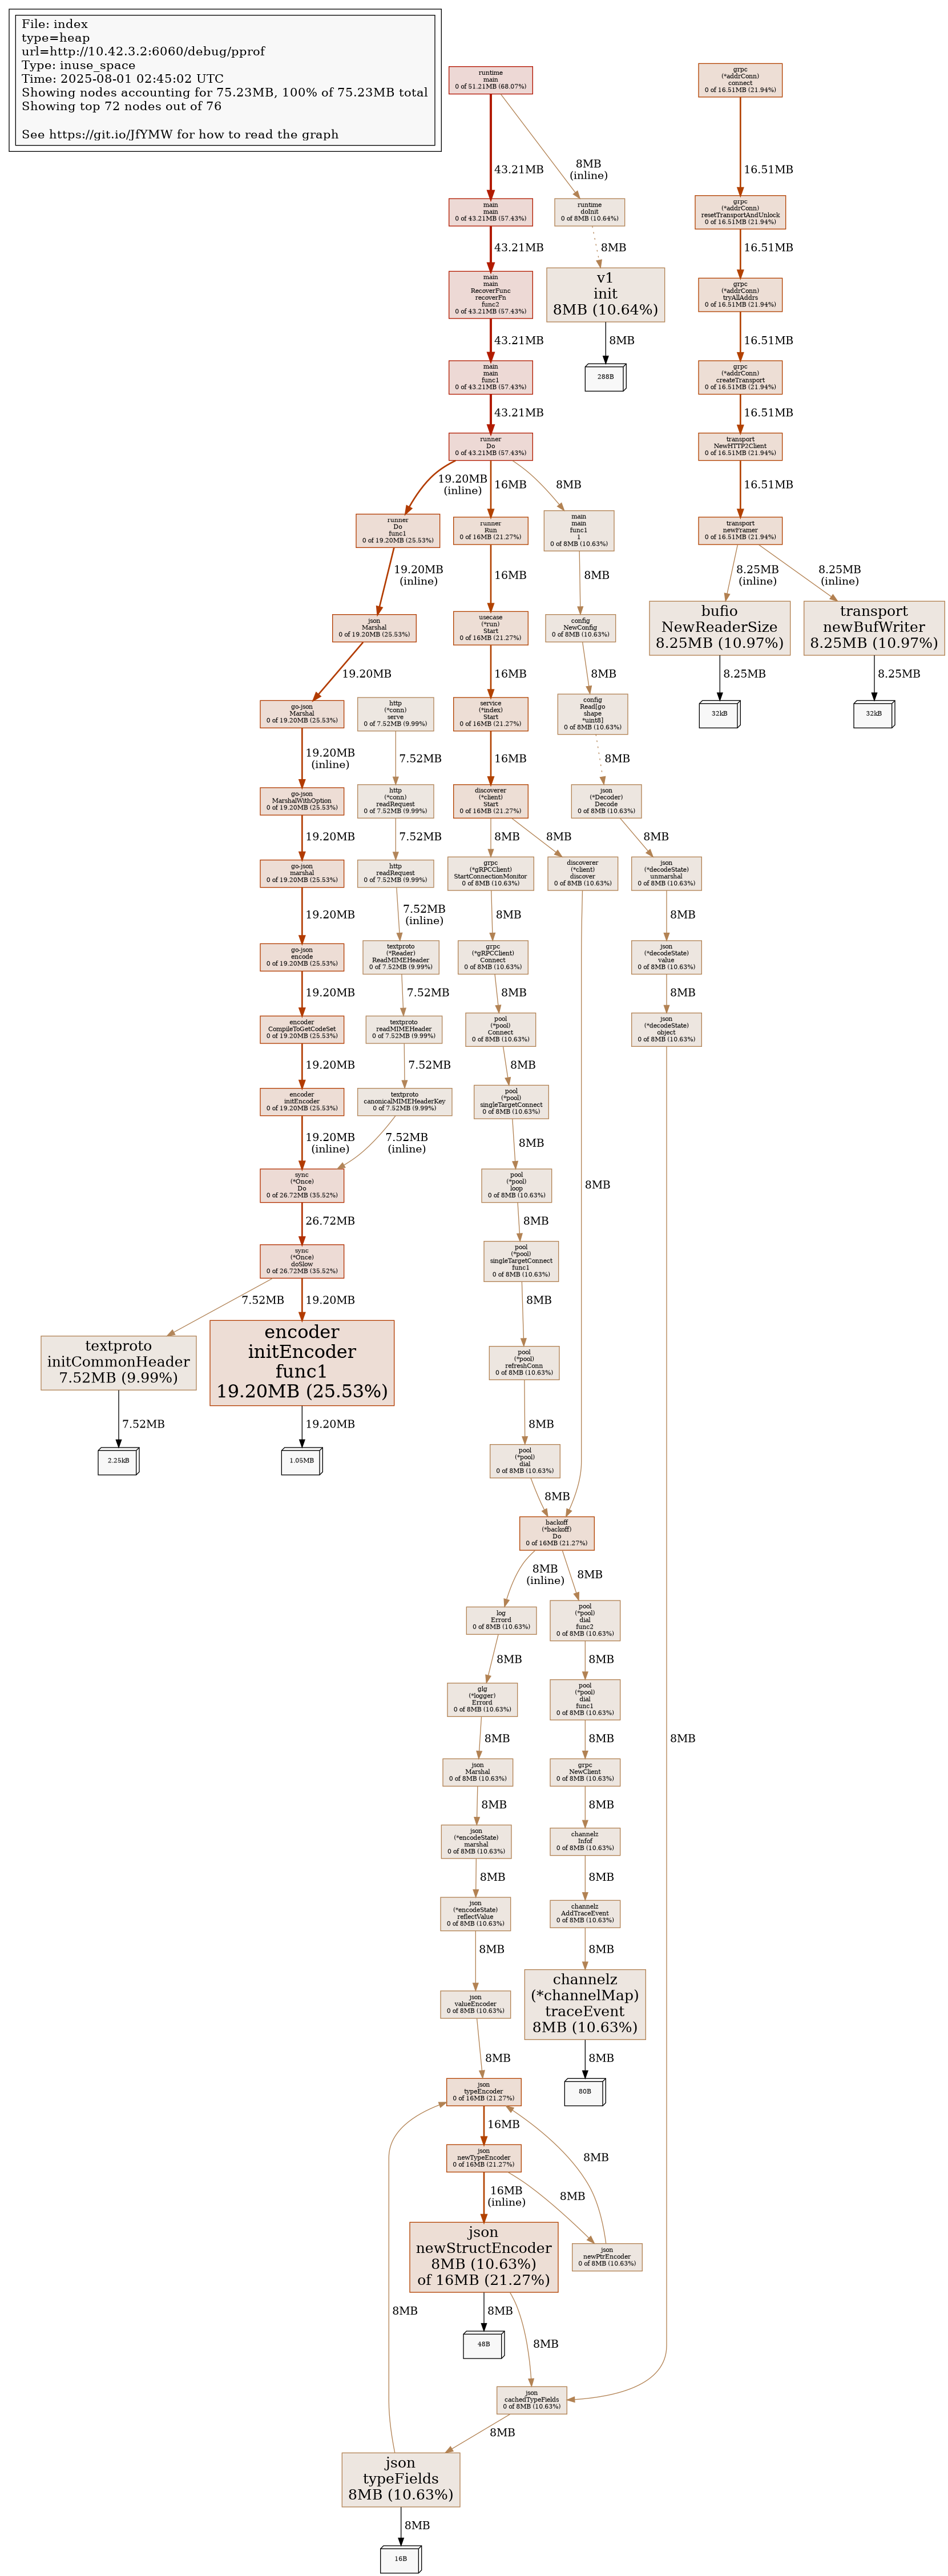 File: index
type=heap
url=http://10.42.3.2:6060/debug/pprof
Type: inuse_space
Time: 2025-08-01 02:45:02 UTC
Showing nodes accounting for 75.23MB, 100% of 75.23MB total
Showing top 72 nodes out of 76
See https://git.io/JfYMW for how to read the graph
runtime
main
0 of 51.21MB (68.07%)
grpc
(*addrConn)
connect
0 of 16.51MB (21.94%)
43.21MB
8MB
(inline)
16.51MB
main
main
0 of 43.21MB (57.43%)
runtime
doInit
0 of 8MB (10.64%)
grpc
(*addrConn)
resetTransportAndUnlock
0 of 16.51MB (21.94%)
43.21MB
8MB
16.51MB
main
main
RecoverFunc
recoverFn
func2
0 of 43.21MB (57.43%)
v1
init
8MB (10.64%)
grpc
(*addrConn)
tryAllAddrs
0 of 16.51MB (21.94%)
43.21MB
8MB
16.51MB
main
main
func1
0 of 43.21MB (57.43%)
288B
grpc
(*addrConn)
createTransport
0 of 16.51MB (21.94%)
43.21MB
16.51MB
runner
Do
0 of 43.21MB (57.43%)
transport
NewHTTP2Client
0 of 16.51MB (21.94%)
19.20MB
(inline)
16MB
8MB
16.51MB
runner
Do
func1
0 of 19.20MB (25.53%)
runner
Run
0 of 16MB (21.27%)
main
main
func1
1
0 of 8MB (10.63%)
transport
newFramer
0 of 16.51MB (21.94%)
19.20MB
(inline)
16MB
8MB
8.25MB
(inline)
8.25MB
(inline)
json
Marshal
0 of 19.20MB (25.53%)
usecase
(*run)
Start
0 of 16MB (21.27%)
config
NewConfig
0 of 8MB (10.63%)
bufio
NewReaderSize
8.25MB (10.97%)
transport
newBufWriter
8.25MB (10.97%)
19.20MB
16MB
8MB
8.25MB
8.25MB
go-json
Marshal
0 of 19.20MB (25.53%)
http
(*conn)
serve
0 of 7.52MB (9.99%)
service
(*index)
Start
0 of 16MB (21.27%)
config
Read[go
shape
*uint8]
0 of 8MB (10.63%)
32kB
32kB
19.20MB
(inline)
7.52MB
16MB
8MB
go-json
MarshalWithOption
0 of 19.20MB (25.53%)
http
(*conn)
readRequest
0 of 7.52MB (9.99%)
discoverer
(*client)
Start
0 of 16MB (21.27%)
json
(*Decoder)
Decode
0 of 8MB (10.63%)
19.20MB
7.52MB
8MB
8MB
8MB
go-json
marshal
0 of 19.20MB (25.53%)
http
readRequest
0 of 7.52MB (9.99%)
grpc
(*gRPCClient)
StartConnectionMonitor
0 of 8MB (10.63%)
discoverer
(*client)
discover
0 of 8MB (10.63%)
json
(*decodeState)
unmarshal
0 of 8MB (10.63%)
19.20MB
7.52MB
(inline)
8MB
8MB
go-json
encode
0 of 19.20MB (25.53%)
textproto
(*Reader)
ReadMIMEHeader
0 of 7.52MB (9.99%)
grpc
(*gRPCClient)
Connect
0 of 8MB (10.63%)
json
(*decodeState)
value
0 of 8MB (10.63%)
19.20MB
7.52MB
8MB
8MB
encoder
CompileToGetCodeSet
0 of 19.20MB (25.53%)
textproto
readMIMEHeader
0 of 7.52MB (9.99%)
pool
(*pool)
Connect
0 of 8MB (10.63%)
json
(*decodeState)
object
0 of 8MB (10.63%)
19.20MB
7.52MB
8MB
encoder
initEncoder
0 of 19.20MB (25.53%)
textproto
canonicalMIMEHeaderKey
0 of 7.52MB (9.99%)
pool
(*pool)
singleTargetConnect
0 of 8MB (10.63%)
19.20MB
(inline)
7.52MB
(inline)
8MB
sync
(*Once)
Do
0 of 26.72MB (35.52%)
pool
(*pool)
loop
0 of 8MB (10.63%)
8MB
26.72MB
8MB
sync
(*Once)
doSlow
0 of 26.72MB (35.52%)
pool
(*pool)
singleTargetConnect
func1
0 of 8MB (10.63%)
7.52MB
19.20MB
8MB
textproto
initCommonHeader
7.52MB (9.99%)
encoder
initEncoder
func1
19.20MB (25.53%)
pool
(*pool)
refreshConn
0 of 8MB (10.63%)
7.52MB
19.20MB
8MB
2.25kB
1.05MB
pool
(*pool)
dial
0 of 8MB (10.63%)
8MB
backoff
(*backoff)
Do
0 of 16MB (21.27%)
8MB
(inline)
8MB
log
Errord
0 of 8MB (10.63%)
pool
(*pool)
dial
func2
0 of 8MB (10.63%)
8MB
8MB
glg
(*logger)
Errord
0 of 8MB (10.63%)
pool
(*pool)
dial
func1
0 of 8MB (10.63%)
8MB
8MB
8MB
json
Marshal
0 of 8MB (10.63%)
grpc
NewClient
0 of 8MB (10.63%)
8MB
8MB
json
(*encodeState)
marshal
0 of 8MB (10.63%)
channelz
Infof
0 of 8MB (10.63%)
8MB
8MB
json
(*encodeState)
reflectValue
0 of 8MB (10.63%)
channelz
AddTraceEvent
0 of 8MB (10.63%)
8MB
8MB
json
valueEncoder
0 of 8MB (10.63%)
channelz
(*channelMap)
traceEvent
8MB (10.63%)
8MB
8MB
json
typeEncoder
0 of 16MB (21.27%)
80B
16MB
8MB
json
newTypeEncoder
0 of 16MB (21.27%)
16MB
(inline)
8MB
json
newStructEncoder
8MB (10.63%)
of 16MB (21.27%)
json
newPtrEncoder
0 of 8MB (10.63%)
8MB
8MB
8MB
48B
json
cachedTypeFields
0 of 8MB (10.63%)
8MB
json
typeFields
8MB (10.63%)
8MB
16B